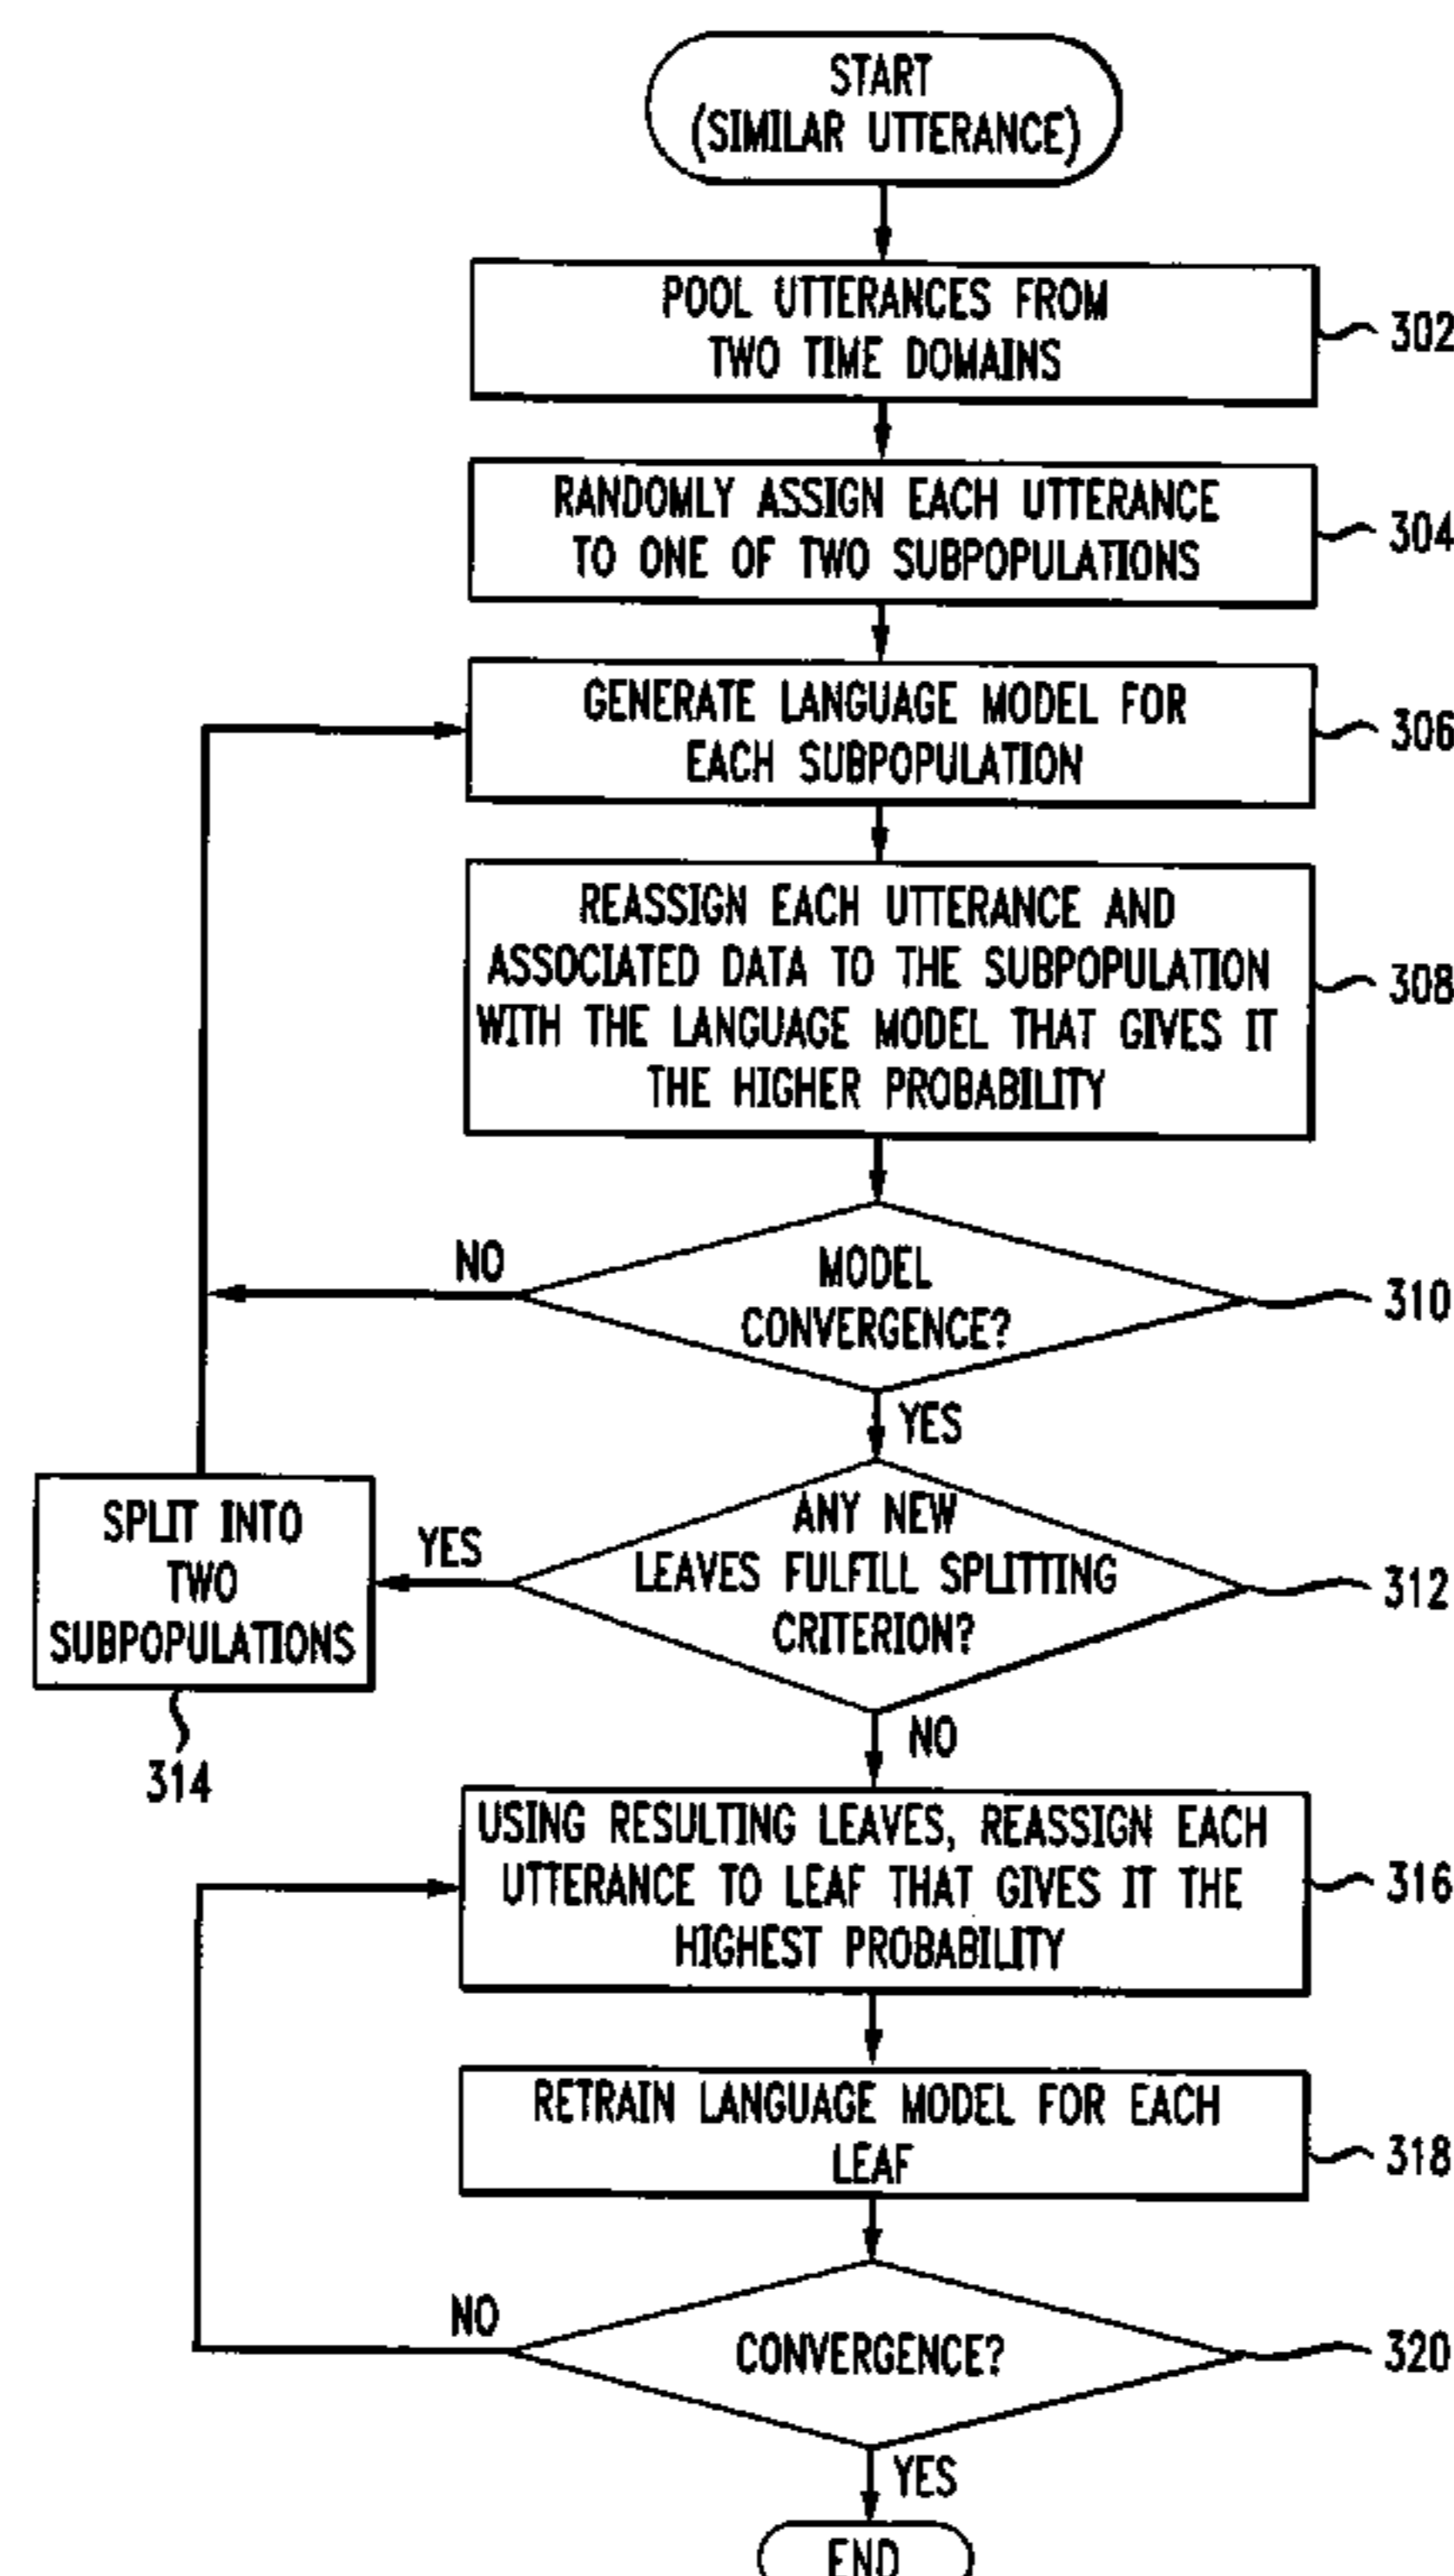 START
(SIMILAR UTTERANCE)
POOL UTTERANCES FROM
TWO TIME DOMAINS
302
RANDOMLY ASSIGN EACH UTTERANCE
TO ONE OF TWO SUBPOPULATIONS
304
GENERATE LANGUAGE MODEL FOR
EACH SUBPOPULATION
306
REASSIGN EACH UTTERANCE AND
ASSOCIATED DATA TO THE SUBPOPULATION
WITH THE LANGUAGE MODEL THAT GIVES IT
THE HIGHER PROBABILITY
308
NO
MODEL
CONVERGENCE?
310
YES
SPLIT INTO
TWO
SUBPOPULATIONS
314
YES
ANY NEW
LEAVES FULFILL SPLITTING
CRITERION?
312
NO
USING RESULTING LEAVES, REASSIGN EACH
UTTERANCE TO LEAF THAT GIVES IT THE
HIGHEST PROBABILITY
316
RETRAIN LANGUAGE MODEL FOR EACH
LEAF
318
NO
CONVERGENCE?
320
YES
END